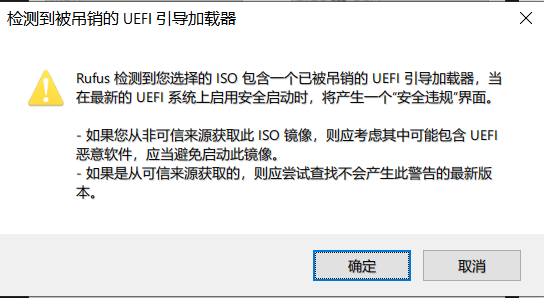 检测到被吊销的 UEFI 引导加载器
Rufus 检测到您选择的 ISO 包含一个已被吊销的 UEFI 引导加载器，当
在最新的 UEFI 系统上启用安全启动时、将产生一个“安全违规”界面。
- 如果您从非可信来源获取此 ISO 镜像，则应考虑其中可能包含 UEFI
恶意软件，应当避免启动此镜像。
- 如果是从可信来源获取的，则应尝试查找不会产生此警告的最新版
本。
确定
取消